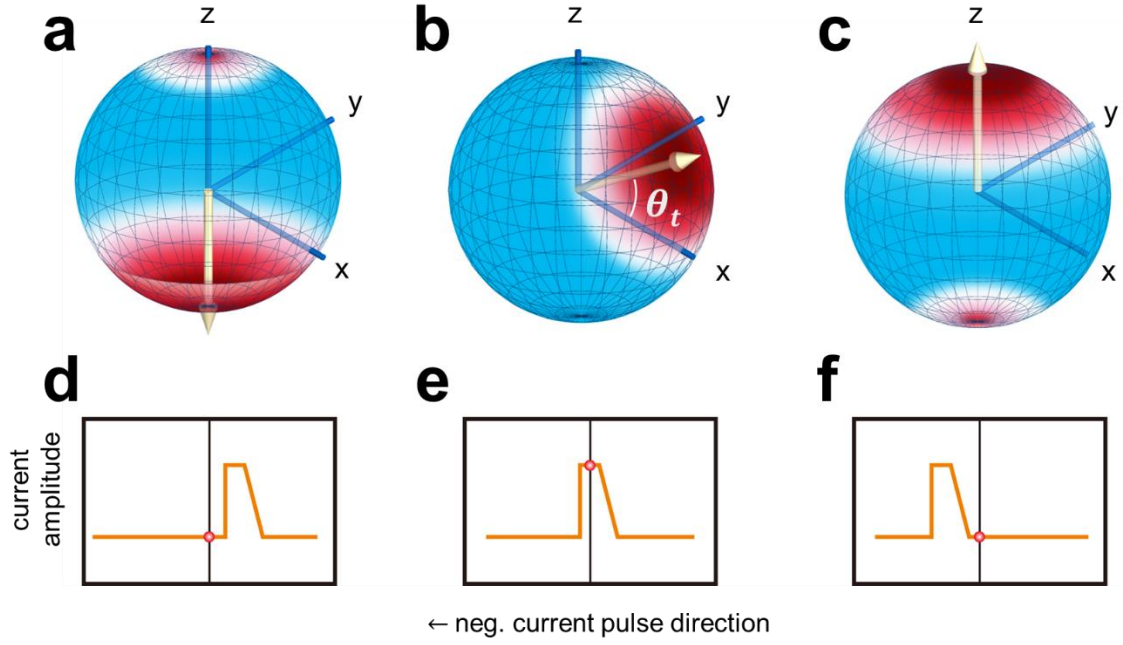 a
z
y
x
b
z
y
x
θt
c
z
y
x
d
e
f
current
amplitude
← neg. current pulse direction